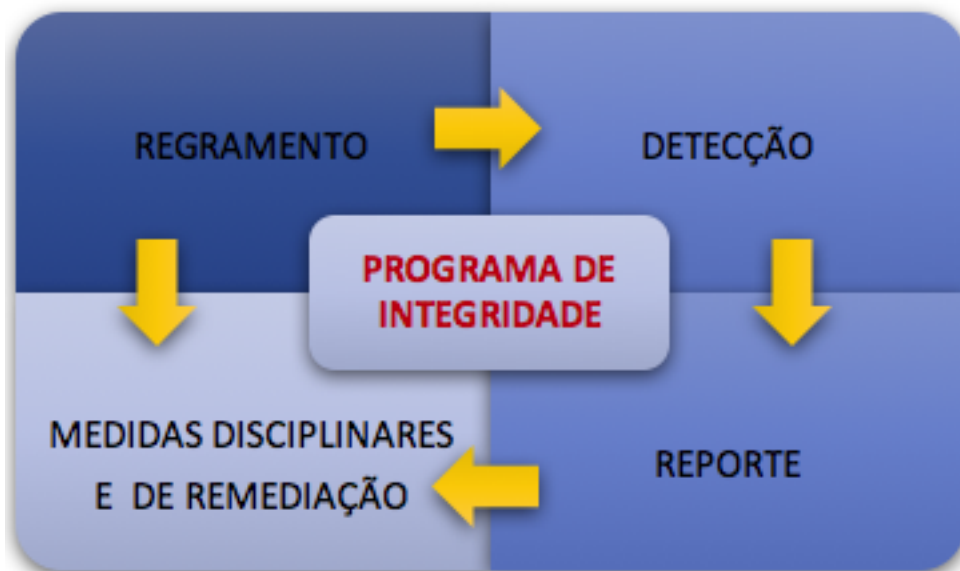 REGRAMENTO
DETECÇÃO
PROGRAMA DE
INTEGRIDADE
MEDIDAS DISCIPLINARES
E DE REMEDIAÇÃO
REPORTE